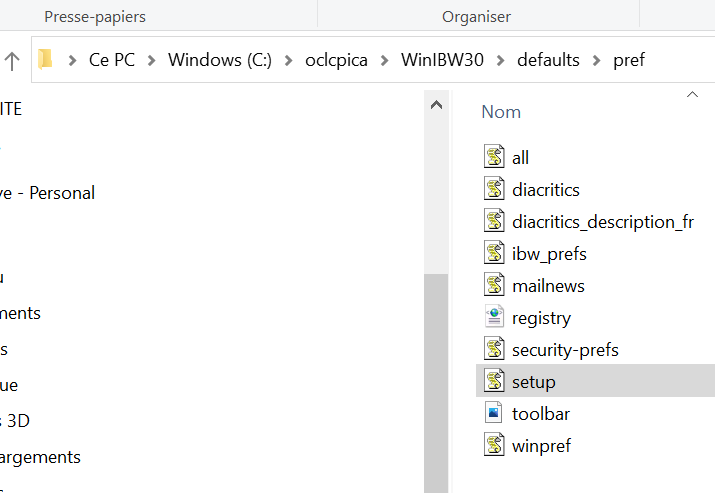 Presse-papiers
Organiser
Ce PC > Windows (C:) > oclcpica > WinIBW30 > defaults > pref
ITE
ve - Personal
u
ments
s
ue
s 3D
argements
Nom
all
diacritics
diacritics_description_fr
ibw_prefs
mailnews
registry
security-prefs
setup
toolbar
winpref